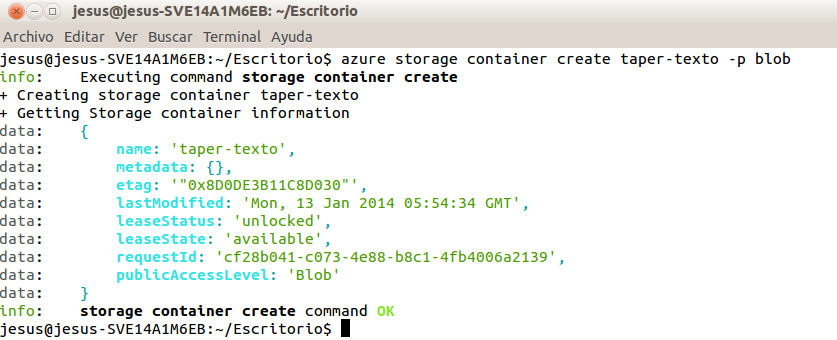 jesus@jesus-SVE14A1M6EB: ~/Escritorio
Archivo Editar Ver Buscar Terminal Ayuda
jesus@jesus-SVE14A1M6EB:~/Escritorio$ azure storage container create taper-texto -p blob
info:    Executing command storage container create
+ Creating storage container taper-texto
+ Getting Storage container information
data:    {
data:        name: 'taper-texto',
data:        metadata: {},
data:        etag: '"0x8D0DE3B11C8D030"',
data:        lastModified: 'Mon, 13 Jan 2014 05:54:34 GMT',
data:        leaseStatus: 'unlocked',
data:        leaseState: 'available',
data:        requestId: 'cf28b041-c073-4e88-b8c1-4fb4006a2139',
data:        publicAccessLevel: 'Blob'
data:    }
info:    storage container create command OK
jesus@jesus-SVE14A1M6EB:~/Escritorio$